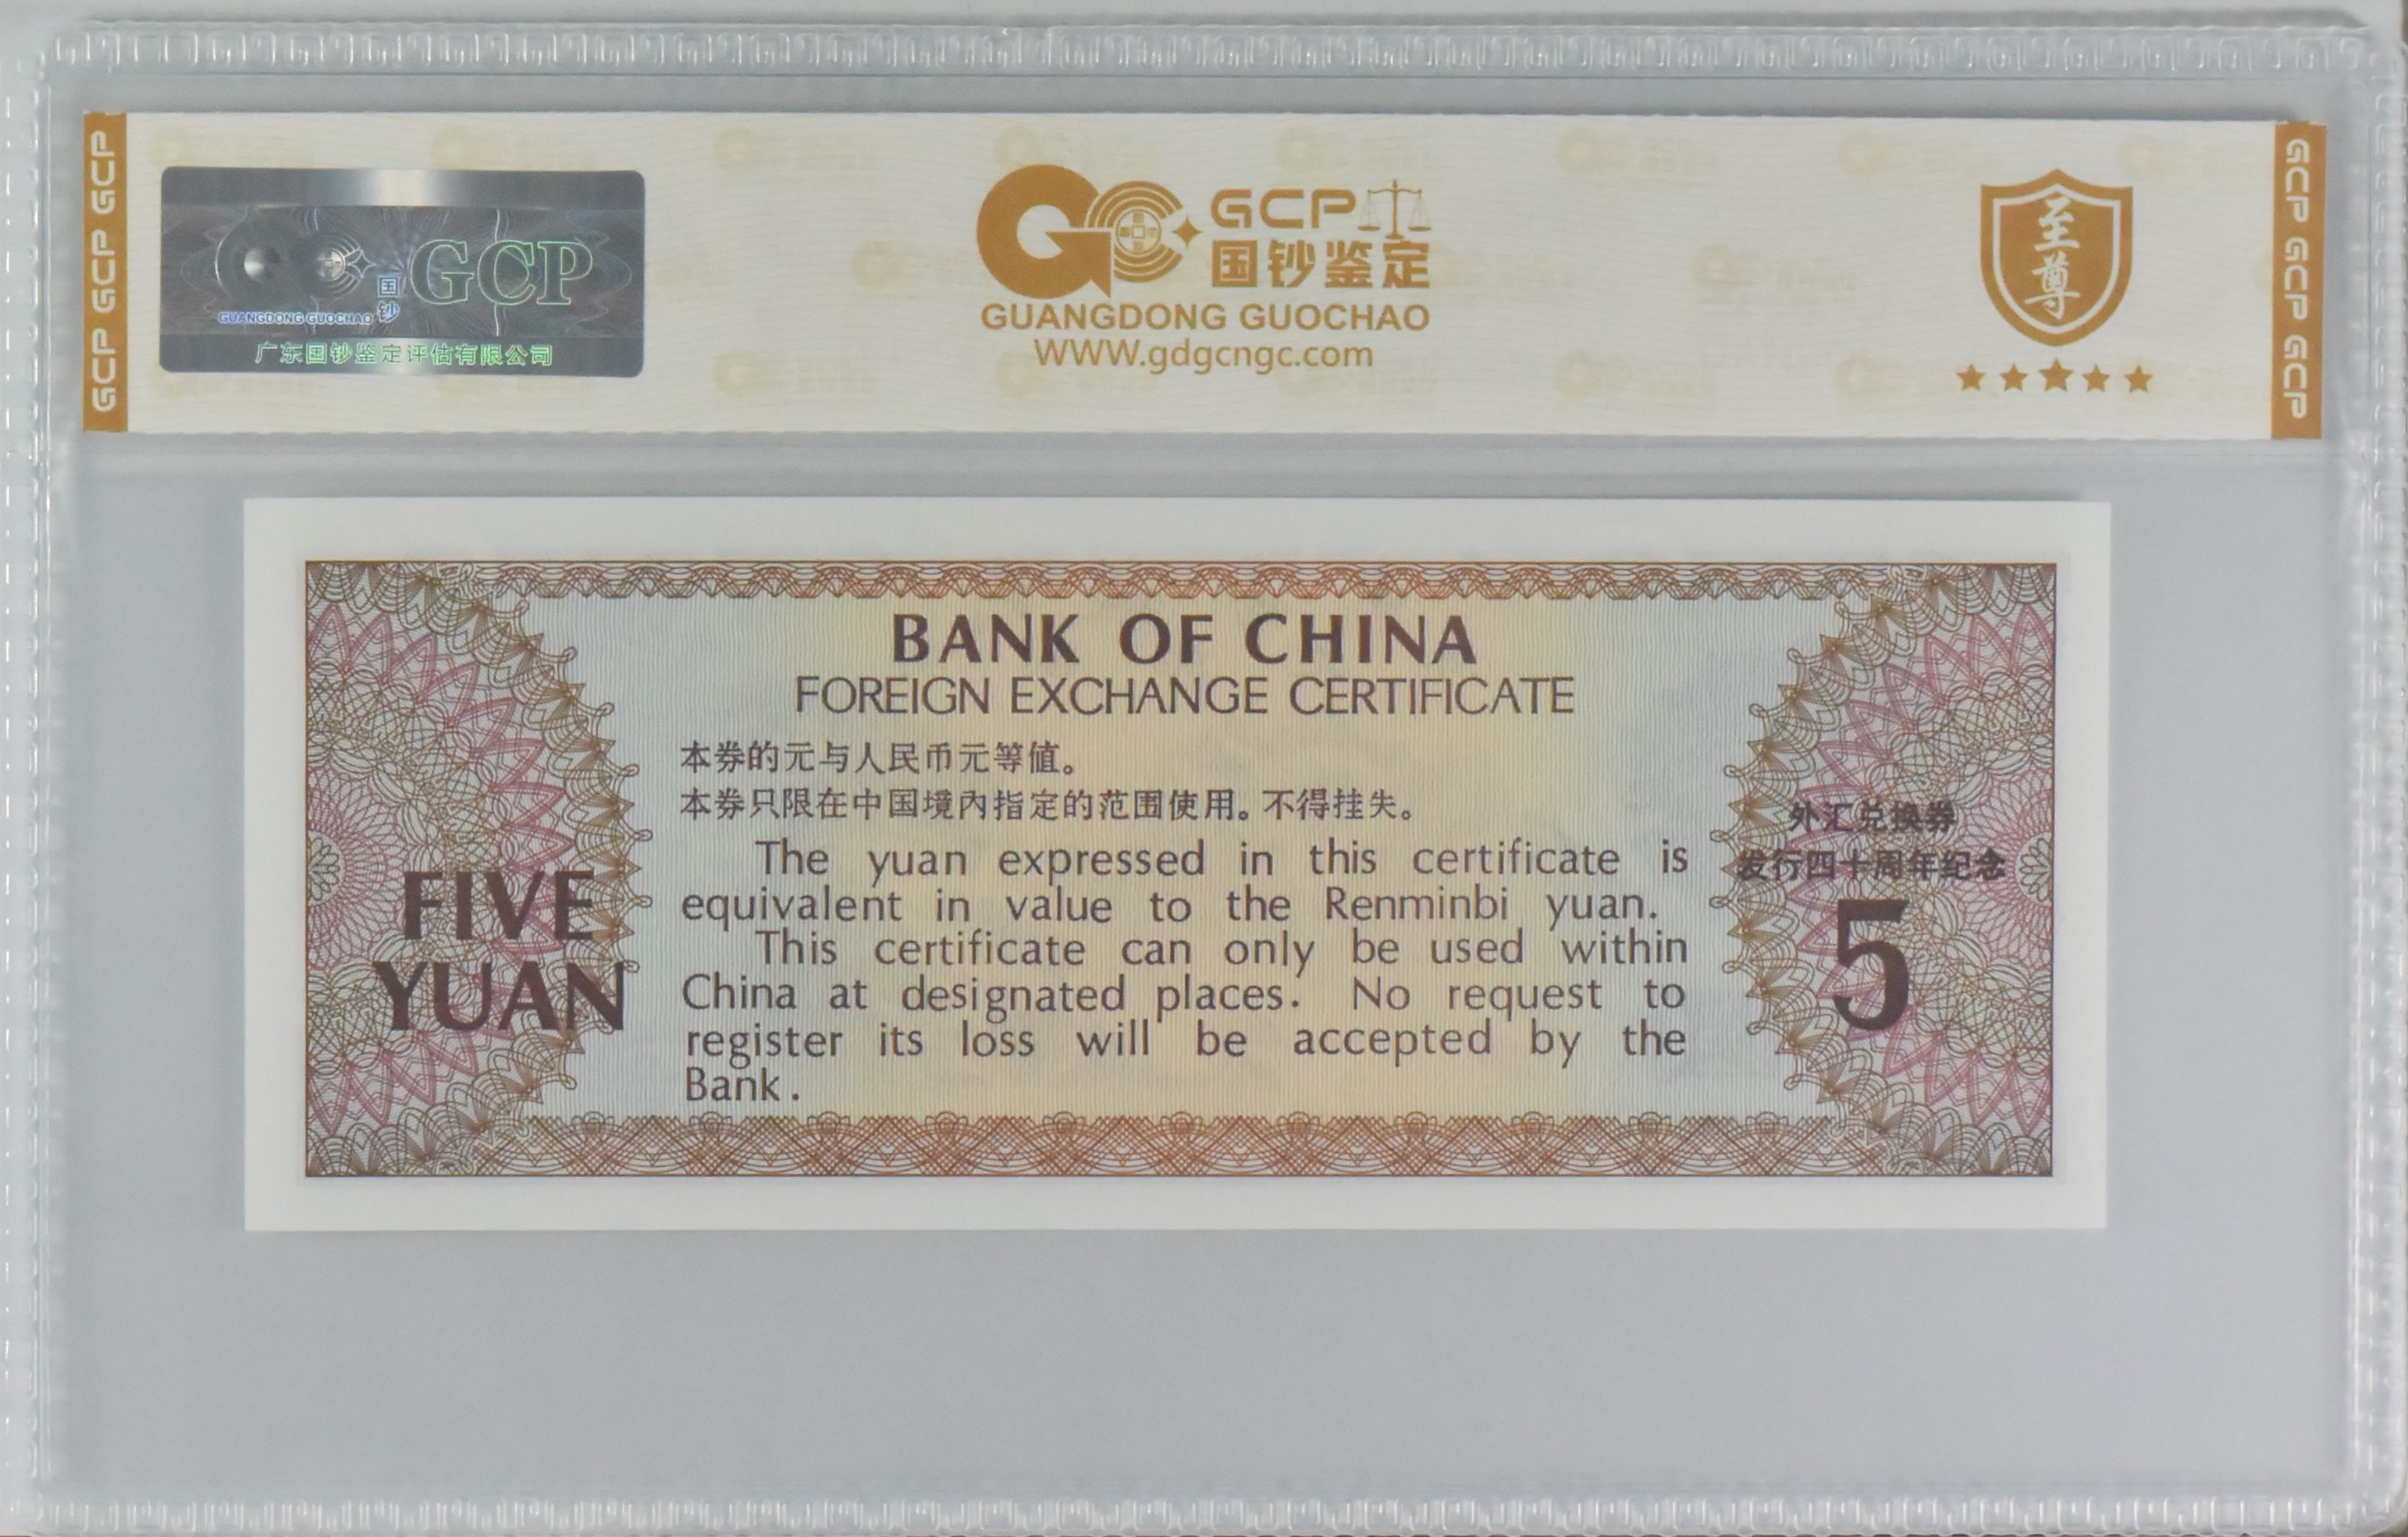 GCP GCP GCP
国钞 GCP
GUANGDONG GUOCHAO
广东国钞鉴定评估有限公司
GCP
国钞鉴定
GUANGDONG GUOCHAO
WWW.gdgcngc.com
至尊
GCP GCP GCP
BANK OF CHINA
FOREIGN EXCHANGE CERTIFICATE
本券的元与人民币元等值。
本券只限在中国境内指定的范围使用。不得挂失。
The yuan expressed in this certificate is
equivalent in value to the Renminbi yuan.
This certificate can only be used within
China at designated places. No request to
register its loss will be accepted by the
Bank.
FIVE
YUAN
外汇兑换券
发行四十周年纪念
5